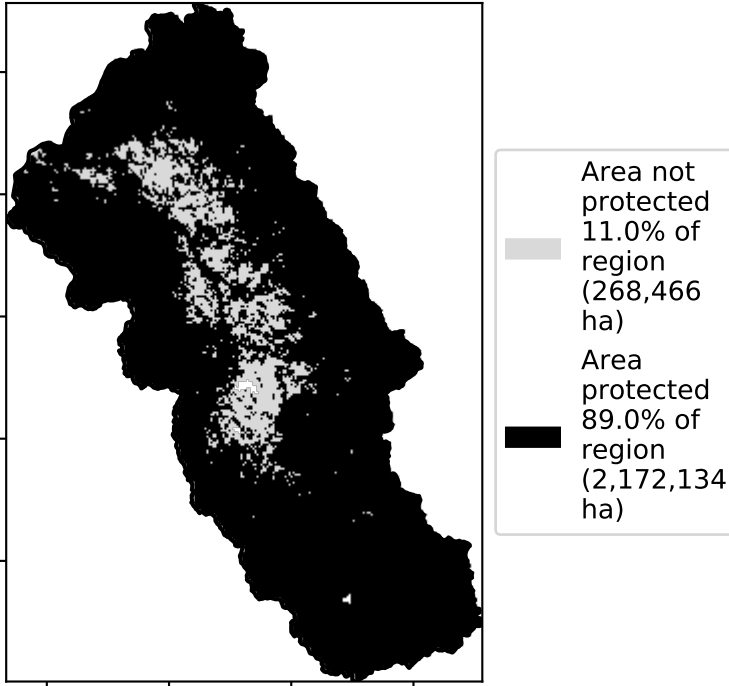 Area not
protected
11.0% of
region
(268,466
ha)
Area
protected
89.0% of
region
(2,172,134
ha)